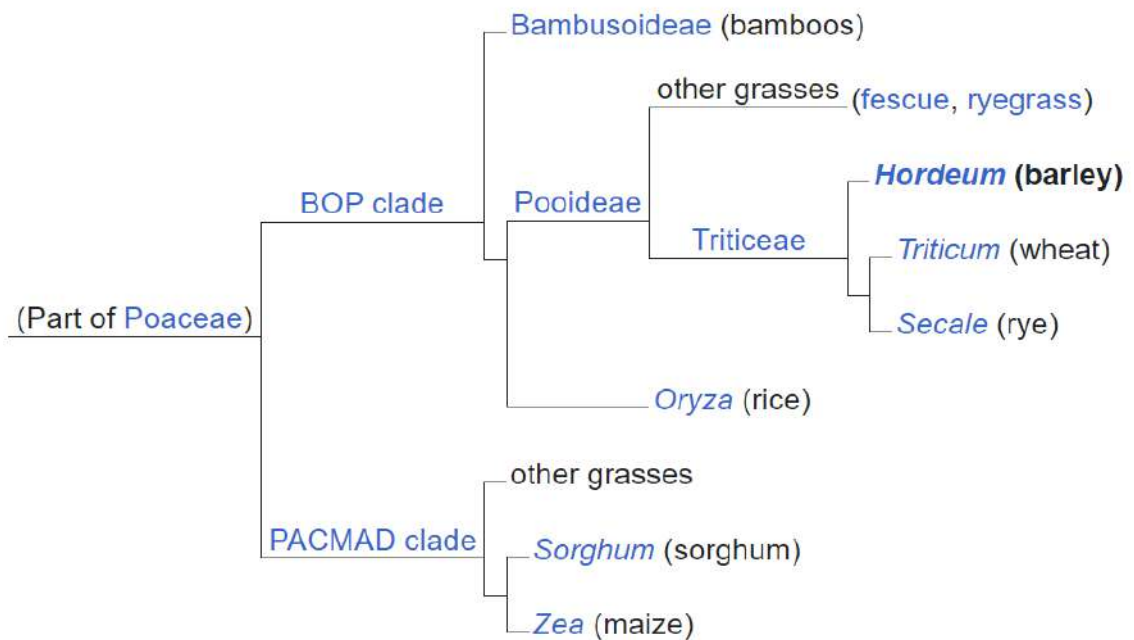 Bambusoideae (bamboos)
other grasses (fescue, ryegrass)
Hordeum (barley)
BOP clade
Pooideae
Triticeae
Triticum (wheat)
(Part of Poaceae)
Secale (rye)
Oryza (rice)
other grasses
PACMAD clade
Sorghum (sorghum)
Zea (maize)